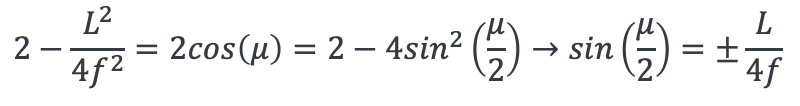 2 − L²/4f² = 2cos(μ) = 2 − 4sin²(μ/2) → sin(μ/2) = ± L/4f